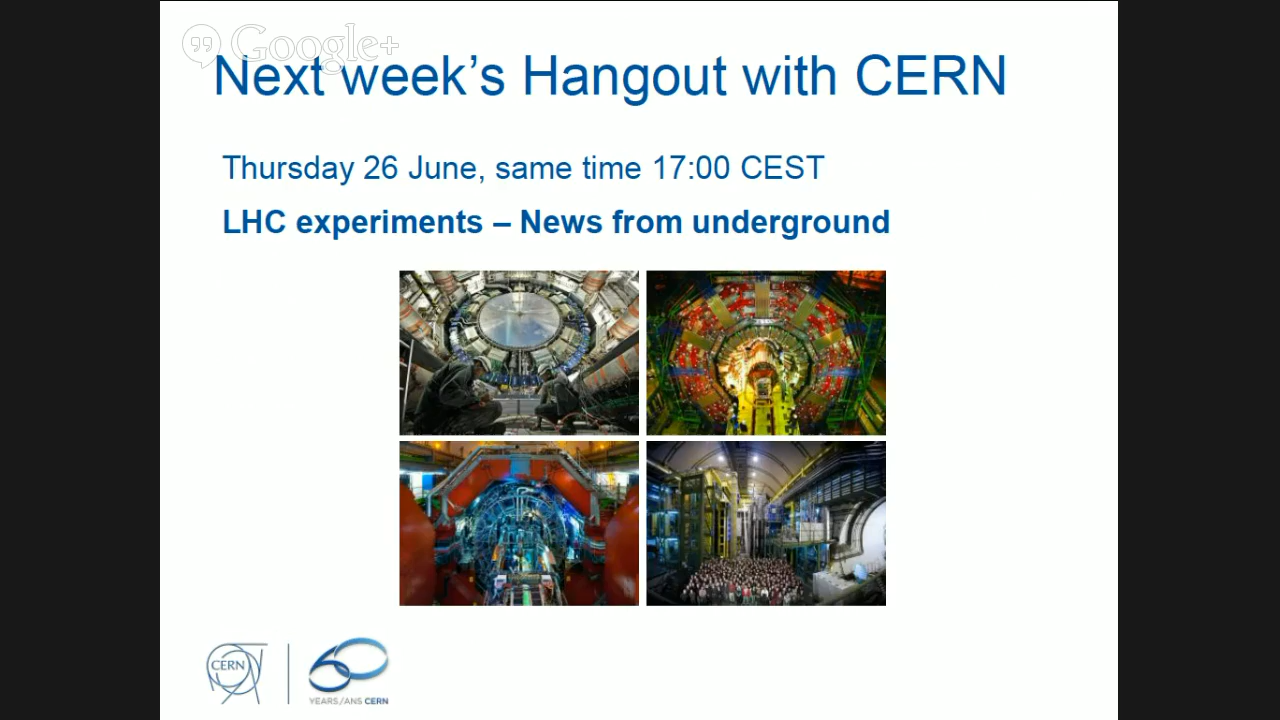 Google+
Next week's Hangout with CERN
Thursday 26 June, same time 17:00 CEST
LHC experiments – News from underground
CERN
60
YEARS/ANS CERN